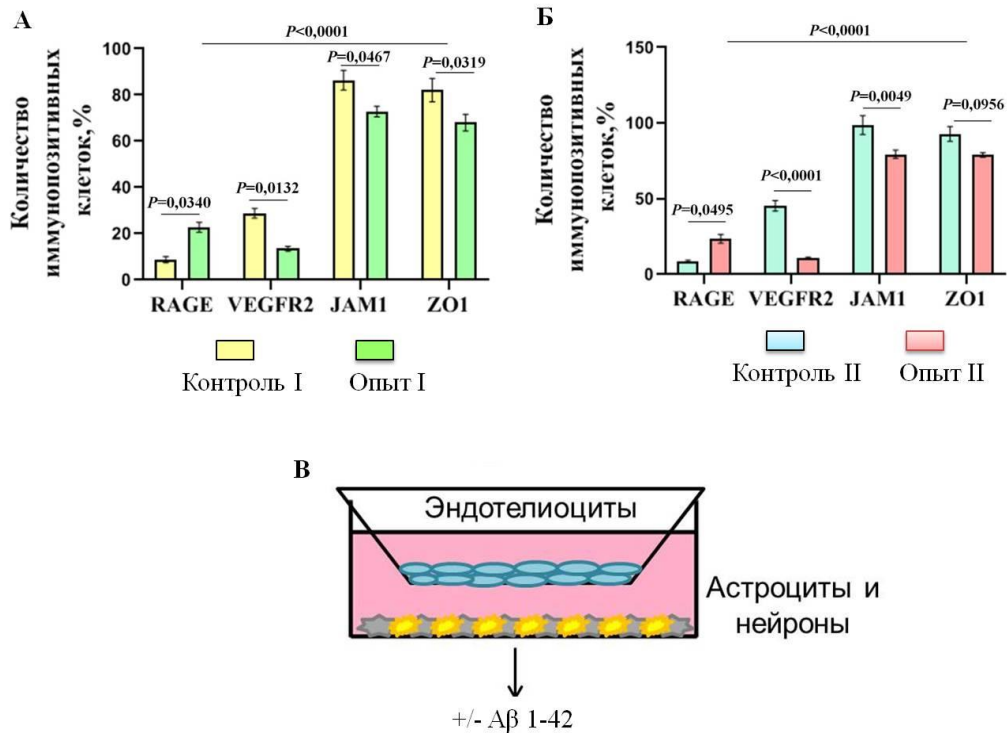 А
Количество
иммунопозитивных
клеток,%
100
80
60
40
20
0
P<0,0001
P=0,0340
P=0,0132
P=0,0467
P=0,0319
RAGE
VEGFR2
JAM1
ZO1
Контроль I
Опыт I
Б
Количество
иммунопозитивных
клеток,%
150
100
50
0
P<0,0001
P=0,0495
P<0,0001
P=0,0049
P=0,0956
RAGE
VEGFR2
JAM1
ZO1
Контроль II
Опыт II
В
Эндотелиоциты
Астроциты и
нейроны
+/- Aβ 1-42